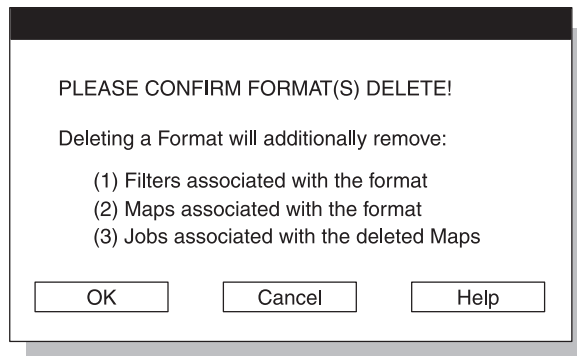 PLEASE CONFIRM FORMAT(S) DELETE!
Deleting a Format will additionally remove:
(1) Filters associated with the format
(2) Maps associated with the format
(3) Jobs associated with the deleted Maps
OK Cancel Help